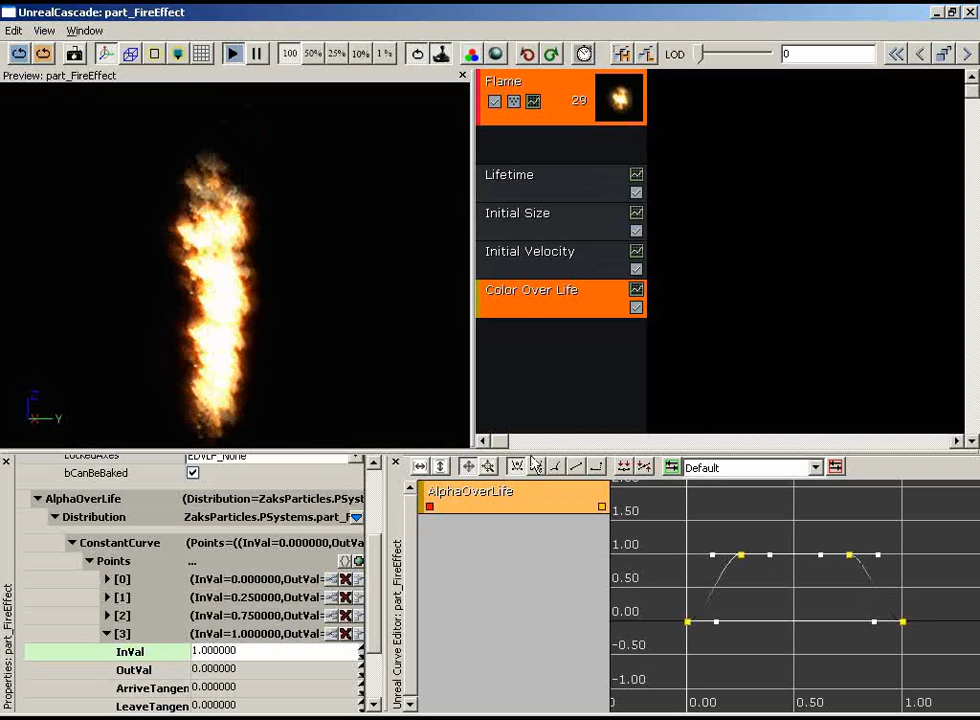 UnrealCascade: part_FireEffect
Edit View Window
100 50% 25% 10% 1% LOD 0
Preview: part_FireEffect
Flame
29
Lifetime
Initial Size
Initial Velocity
Color Over Life
Z
X Y
LockedAxes EDVLF_None
bCanBeBaked
AlphaOverLife (Distribution=ZaksParticles.PSyst
Distribution ZaksParticles.PSystems.part_F
ConstantCurve (Points=((InVal=0.000000,OutVa
Points ...
[0] (InVal=0.000000,OutVal=
[1] (InVal=0.250000,OutVal=
[2] (InVal=0.750000,OutVal=
[3] (InVal=1.000000,OutVal=
InVal 1.000000
OutVal 0.000000
ArriveTangen 0.000000
LeaveTangen 0.000000
Properties: part_FireEffect
Unreal Curve Editor: part_FireEffect
Default
AlphaOverLife
2.00
1.50
1.00
0.50
0.00
-0.50
-1.00
0.00 0.50 1.00